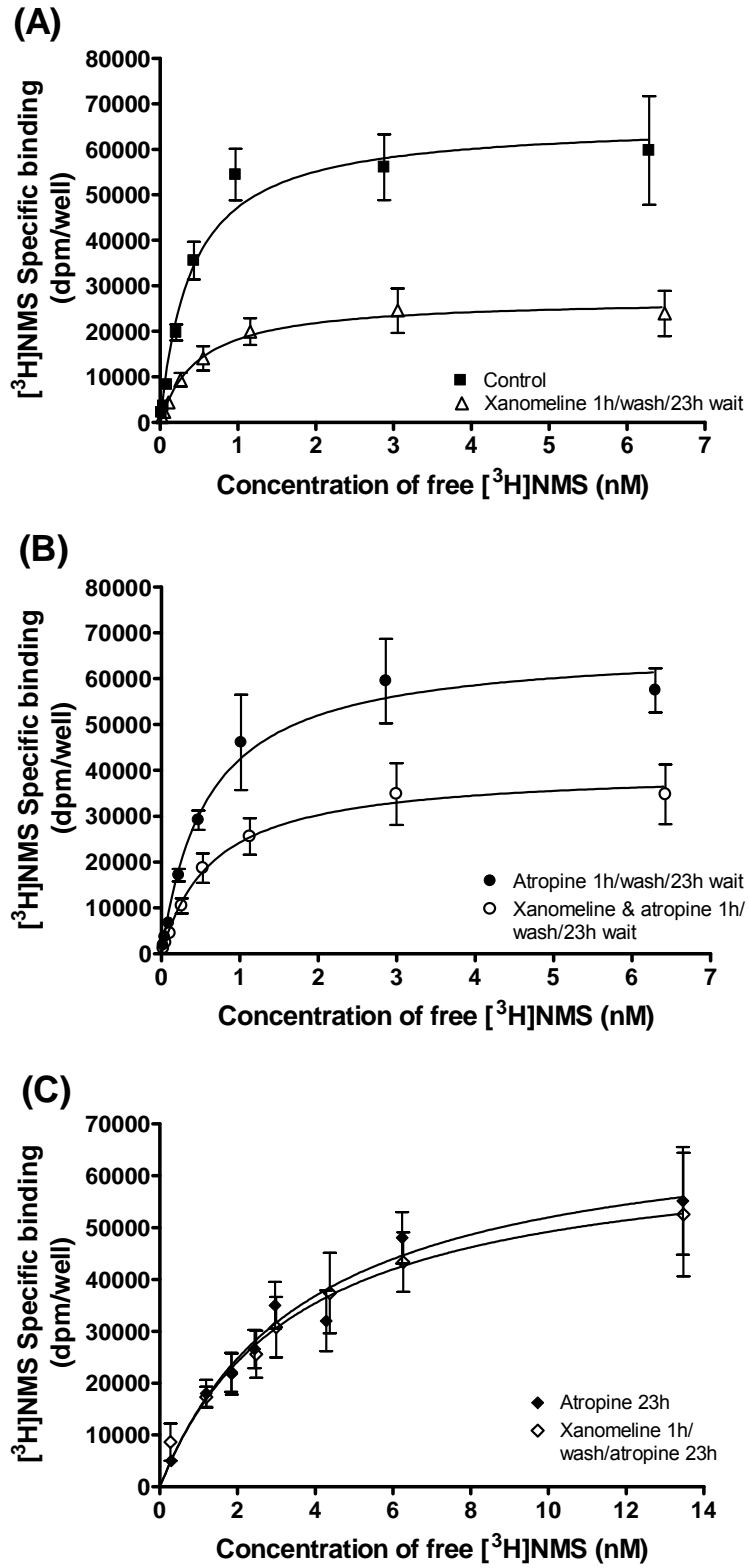 (A)
80000
70000
60000
50000
40000
30000
20000
10000
0
[³H]NMS Specific binding
(dpm/well)
Control
Xanomeline 1h/wash/23h wait
0 1 2 3 4 5 6 7
Concentration of free [³H]NMS (nM)
(B)
80000
70000
60000
50000
40000
30000
20000
10000
0
[³H]NMS Specific binding
(dpm/well)
Atropine 1h/wash/23h wait
Xanomeline & atropine 1h/
wash/23h wait
0 1 2 3 4 5 6 7
Concentration of free [³H]NMS (nM)
(C)
70000
60000
50000
40000
30000
20000
10000
0
[³H]NMS Specific binding
(dpm/well)
Atropine 23h
Xanomeline 1h/
wash/atropine 23h
0 2 4 6 8 10 12 14
Concentration of free [³H]NMS (nM)